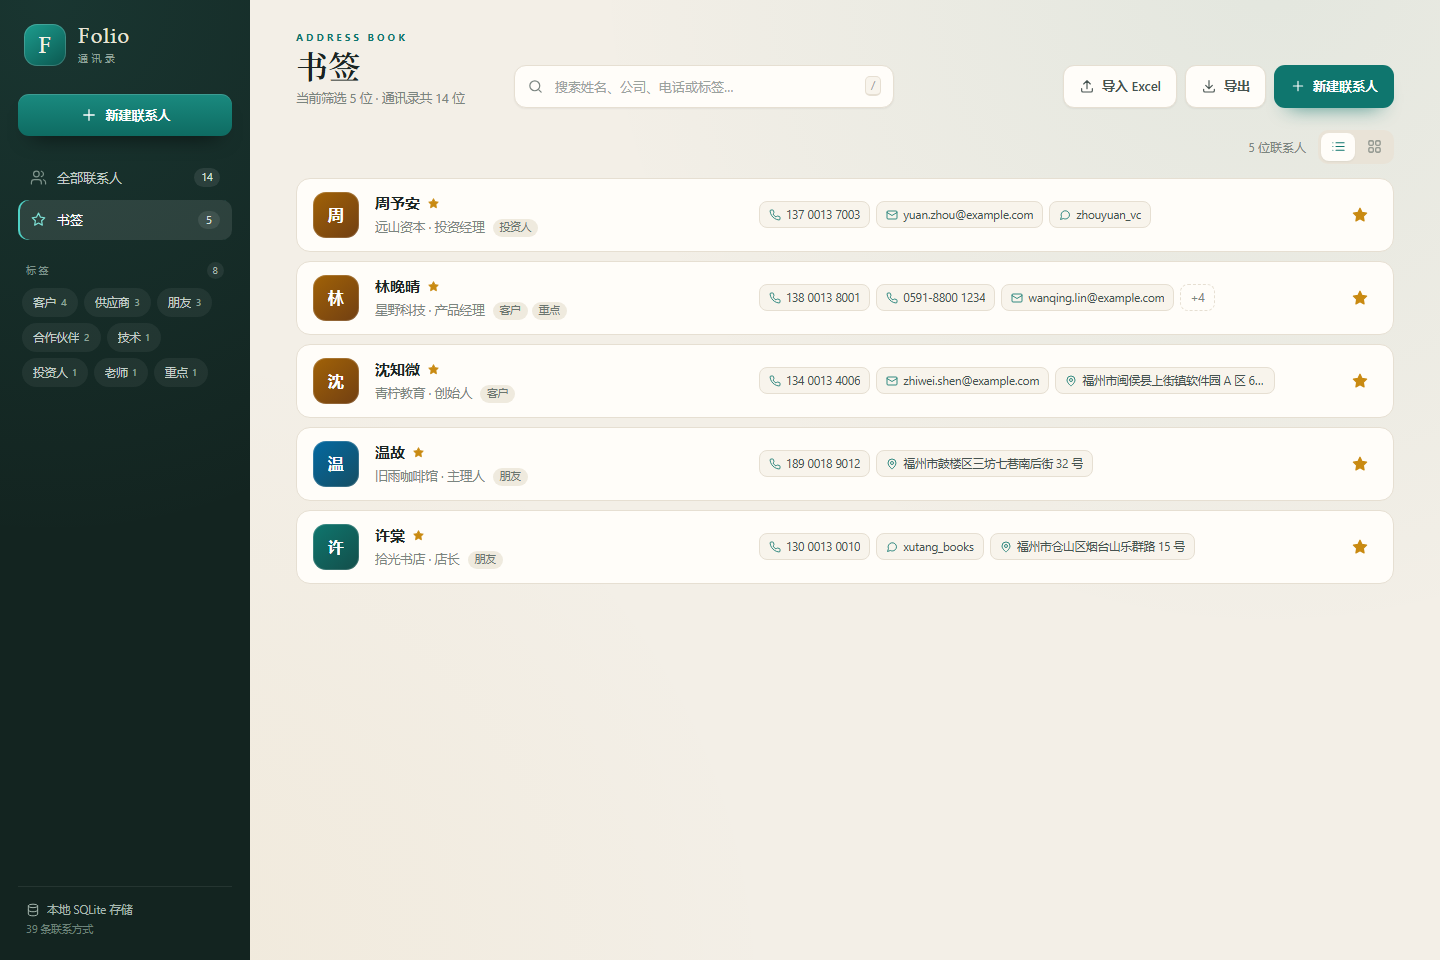 F
Folio
通讯录
新建联系人
全部联系人 14
书签 5
标签 8
客户 4 供应商 3 朋友 3
合作伙伴 2 技术 1
投资人 1 老师 1 重点 1
本地 SQLite 存储
39 条联系方式
ADDRESS BOOK
书签
当前筛选 5 位 · 通讯录共 14 位
搜索姓名、公司、电话或标签... /
导入 Excel
导出
新建联系人
5 位联系人
周
周予安
远山资本 · 投资经理 投资人
137 0013 7003 yuan.zhou@example.com zhouyuan_vc
林
林晚晴
星野科技 · 产品经理 客户 重点
138 0013 8001 0591-8800 1234 wanqing.lin@example.com +4
沈
沈知微
青柠教育 · 创始人 客户
134 0013 4006 zhiwei.shen@example.com 福州市闽侯县上街镇软件园 A 区 6...
温
温故
旧雨咖啡馆 · 主理人 朋友
189 0018 9012 福州市鼓楼区三坊七巷南后街 32 号
许
许棠
拾光书店 · 店长 朋友
130 0013 0010 xutang_books 福州市仓山区烟台山乐群路 15 号